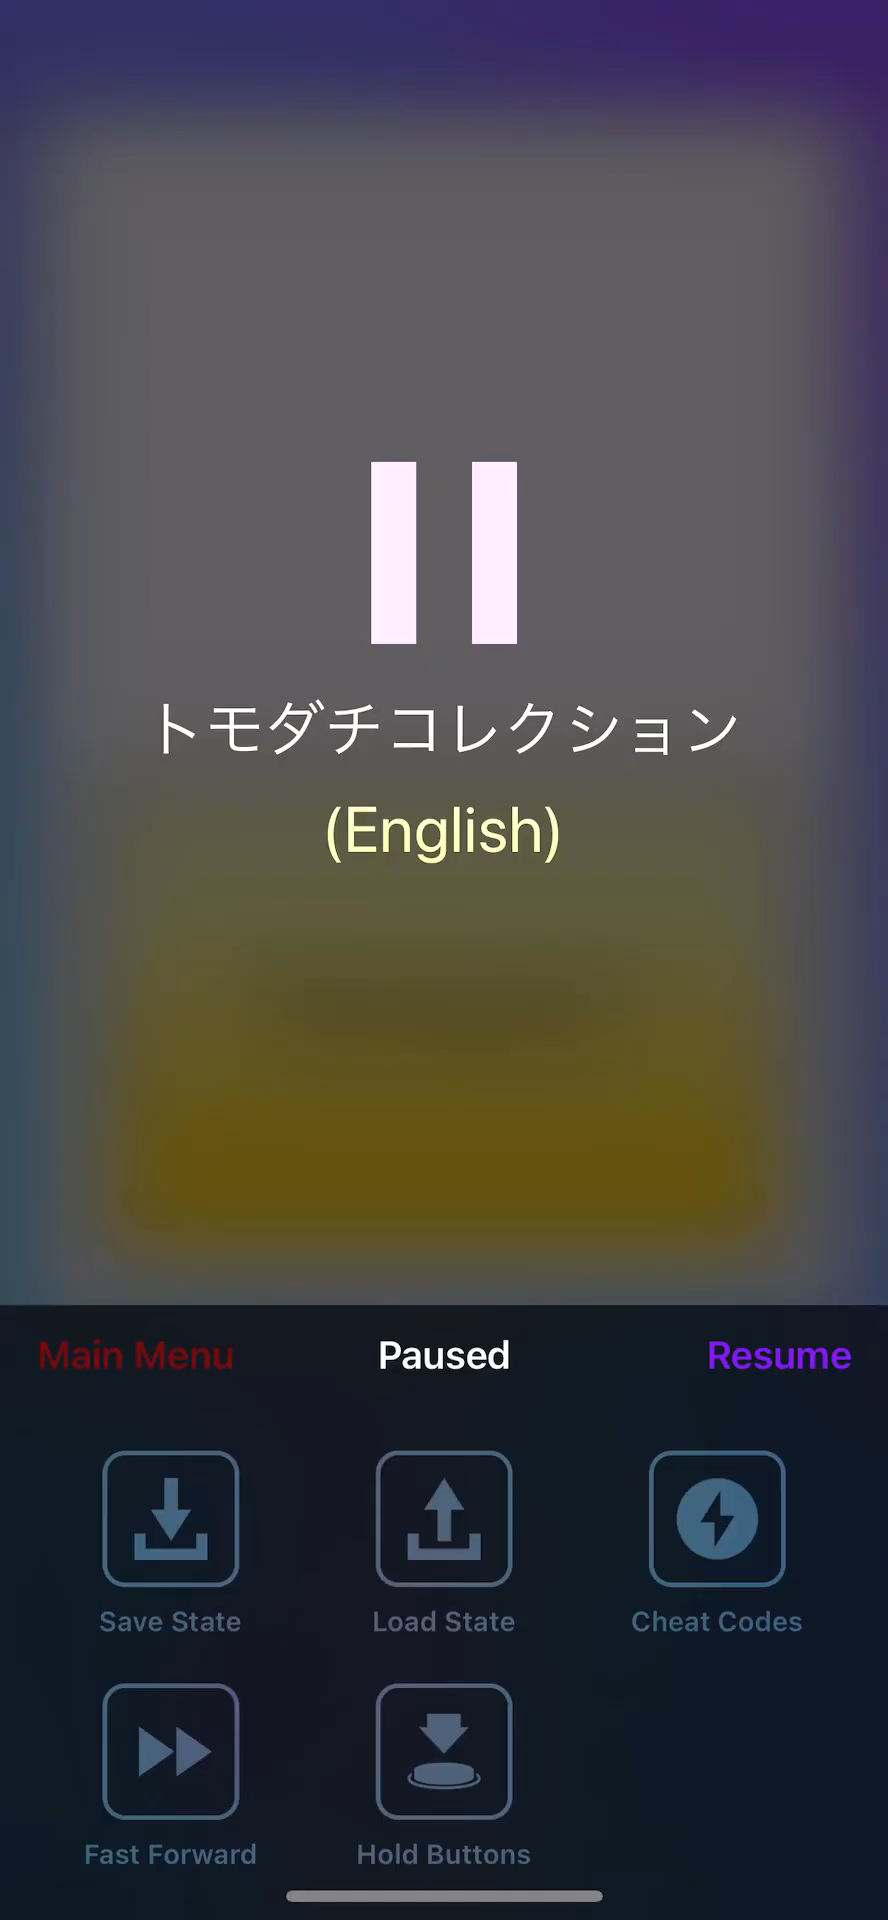 トモダチコレクション
(English)
Main Menu
Paused
Resume
Save State
Load State
Cheat Codes
Fast Forward
Hold Buttons